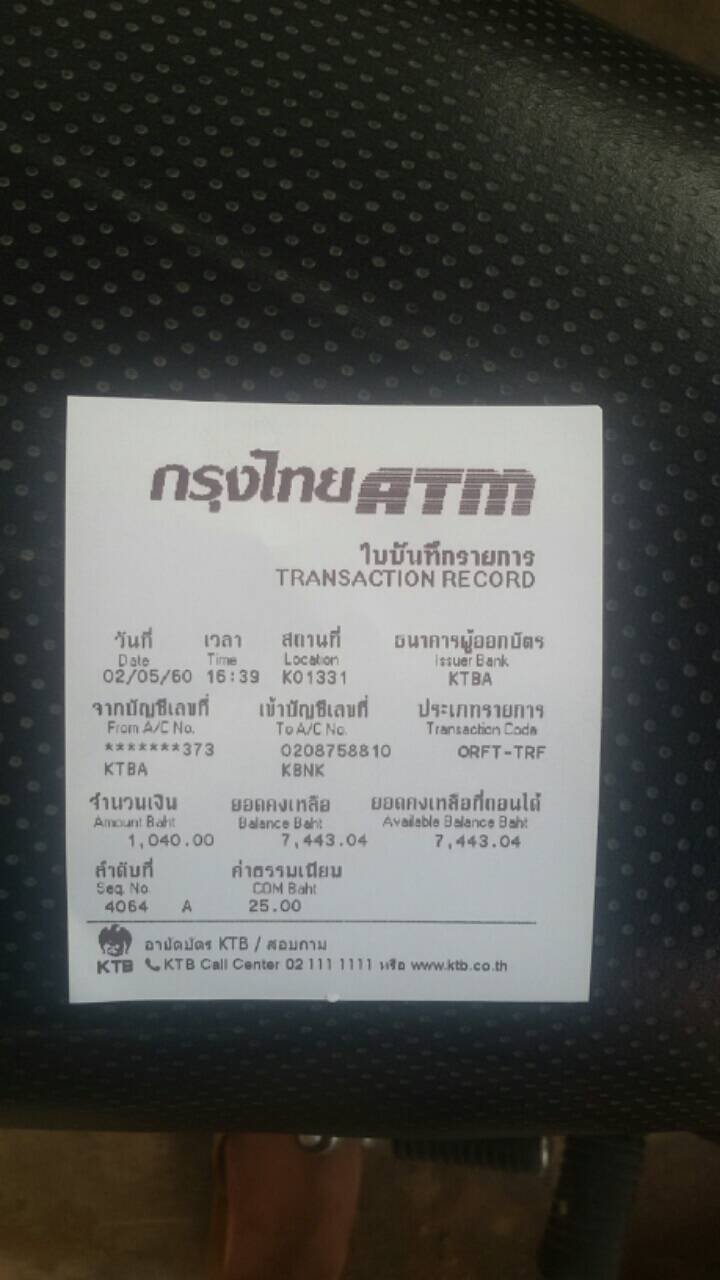 กรุงไทย ATM
ใบบันทึกรายการ
TRANSACTION RECORD
วันที่ เวลา สถานที่ ธนาคารผู้ออกบัตร
Date Time Location Issuer Bank
02/05/60 16:39 K01331 KTBA
จากบัญชีเลขที่ เข้าบัญชีเลขที่ ประเภทรายการ
From A/C No. To A/C No. Transaction Code
*******373 0208758810 ORFT-TRF
KTBA KBNK
จำนวนเงิน ยอดคงเหลือ ยอดคงเหลือที่ถอนได้
Amount Baht Balance Baht Available Balance Baht
1,040.00 7,443.04 7,443.04
ลำดับที่ ค่าธรรมเนียม
Seq. No. COM Baht
4064 A 25.00
อายัดบัตร KTB / สอบถาม
KTB KTB Call Center 02 111 1111 หรือ www.ktb.co.th